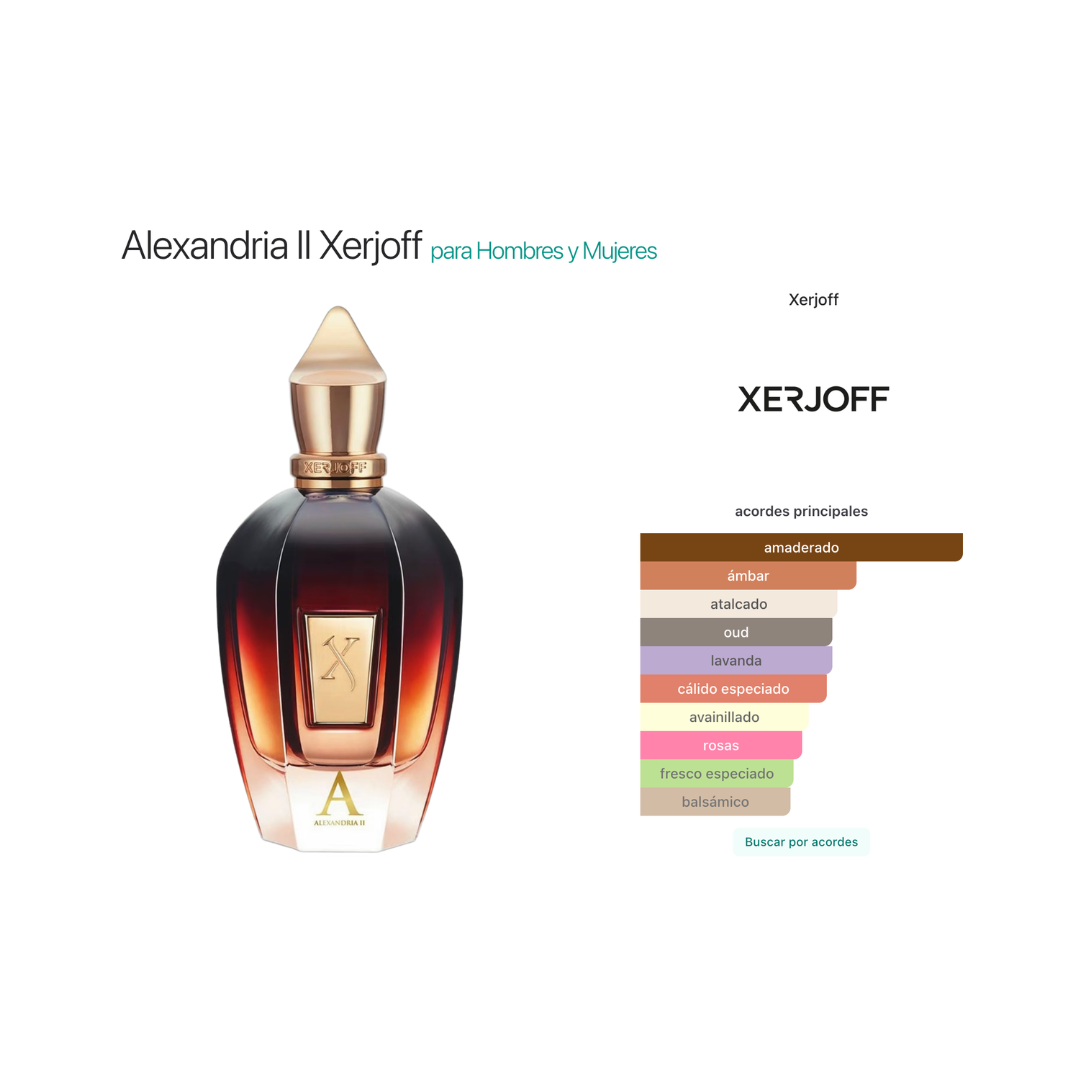 Alexandria II Xerjoff para Hombres y Mujeres
Xerjoff
XERJOFF
acordes principales
amaderado
ámbar
atalcado
oud
lavanda
cálido especiado
avainillado
rosas
fresco especiado
balsámico
Buscar por acordes
XERJOFF
X
A
ALEXANDRIA II